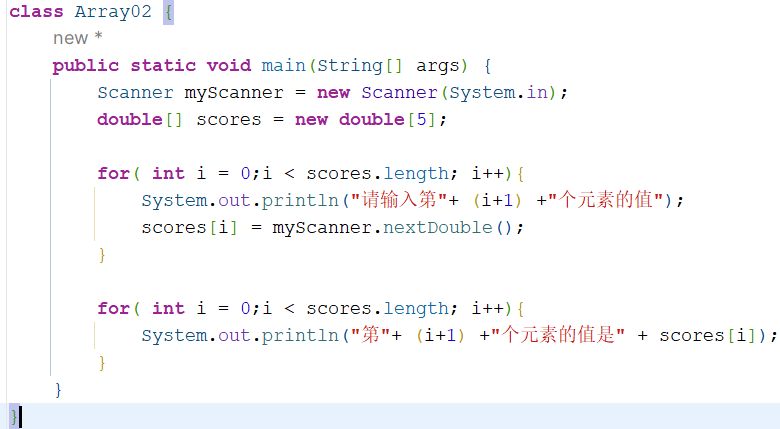 class Array02 {
new *
public static void main(String[] args) {
Scanner myScanner = new Scanner(System.in);
double[] scores = new double[5];
for( int i = 0;i < scores.length; i++){
System.out.println("请输入第"+ (i+1) +"个元素的值");
scores[i] = myScanner.nextDouble();
}
for( int i = 0;i < scores.length; i++){
System.out.println("第"+ (i+1) +"个元素的值是" + scores[i]);
}
}
}